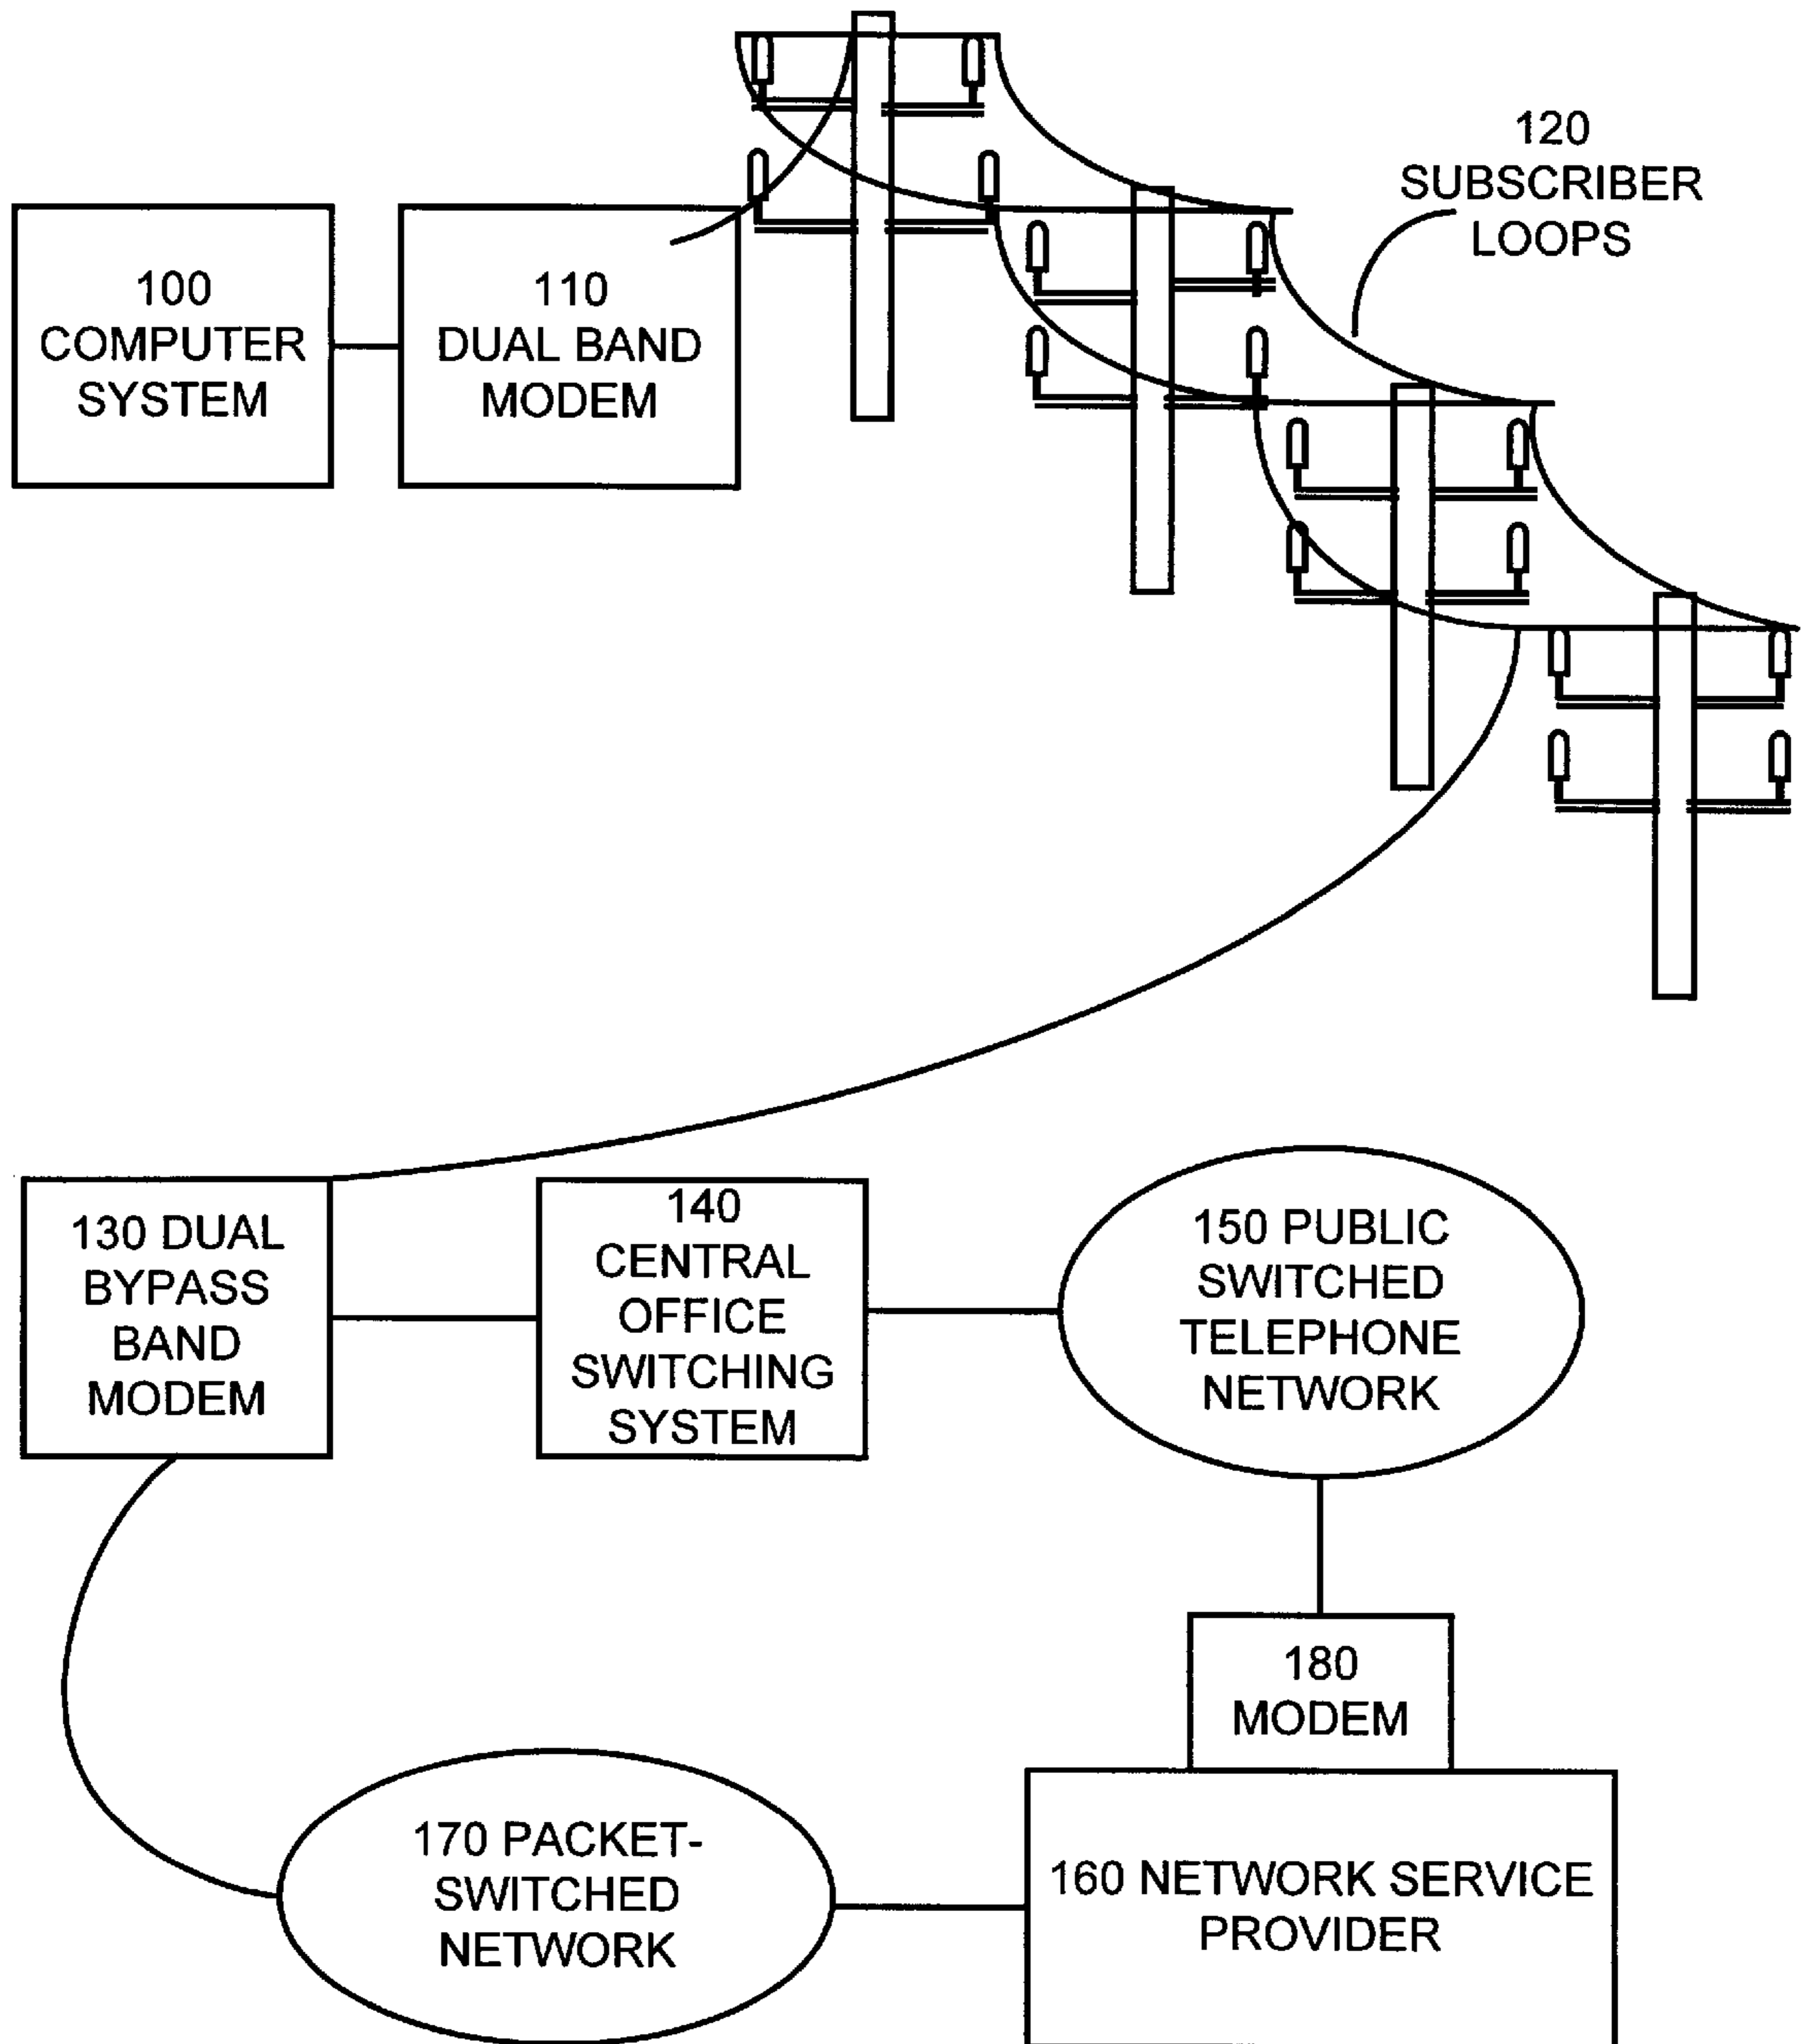 120
SUBSCRIBER
LOOPS
100
COMPUTER
SYSTEM
110
DUAL BAND
MODEM
130 DUAL
BYPASS
BAND
MODEM
140
CENTRAL
OFFICE
SWITCHING
SYSTEM
150 PUBLIC
SWITCHED
TELEPHONE
NETWORK
180
MODEM
170 PACKET-
SWITCHED
NETWORK
160 NETWORK SERVICE
PROVIDER